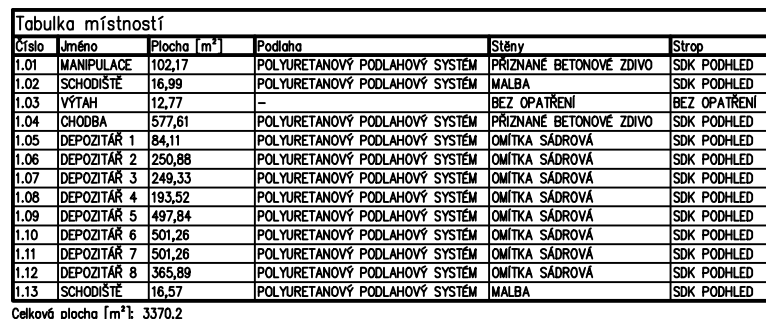 Tabulka místností
Číslo Jméno Plocha [m²] Podlaha Stěny Strop
1.01 MANIPULACE 102,17 POLYURETANOVÝ PODLAHOVÝ SYSTÉM PŘIZNANÉ BETONOVÉ ZDIVO SDK PODHLED
1.02 SCHODIŠTĚ 16,99 POLYURETANOVÝ PODLAHOVÝ SYSTÉM MALBA SDK PODHLED
1.03 VÝTAH 12,77 – BEZ OPATŘENÍ BEZ OPATŘENÍ
1.04 CHODBA 577,61 POLYURETANOVÝ PODLAHOVÝ SYSTÉM PŘIZNANÉ BETONOVÉ ZDIVO SDK PODHLED
1.05 DEPOZITÁŘ 1 84,11 POLYURETANOVÝ PODLAHOVÝ SYSTÉM OMÍTKA SÁDROVÁ SDK PODHLED
1.06 DEPOZITÁŘ 2 250,88 POLYURETANOVÝ PODLAHOVÝ SYSTÉM OMÍTKA SÁDROVÁ SDK PODHLED
1.07 DEPOZITÁŘ 3 249,33 POLYURETANOVÝ PODLAHOVÝ SYSTÉM OMÍTKA SÁDROVÁ SDK PODHLED
1.08 DEPOZITÁŘ 4 193,52 POLYURETANOVÝ PODLAHOVÝ SYSTÉM OMÍTKA SÁDROVÁ SDK PODHLED
1.09 DEPOZITÁŘ 5 497,84 POLYURETANOVÝ PODLAHOVÝ SYSTÉM OMÍTKA SÁDROVÁ SDK PODHLED
1.10 DEPOZITÁŘ 6 501,26 POLYURETANOVÝ PODLAHOVÝ SYSTÉM OMÍTKA SÁDROVÁ SDK PODHLED
1.11 DEPOZITÁŘ 7 501,26 POLYURETANOVÝ PODLAHOVÝ SYSTÉM OMÍTKA SÁDROVÁ SDK PODHLED
1.12 DEPOZITÁŘ 8 365,89 POLYURETANOVÝ PODLAHOVÝ SYSTÉM OMÍTKA SÁDROVÁ SDK PODHLED
1.13 SCHODIŠTĚ 16,57 POLYURETANOVÝ PODLAHOVÝ SYSTÉM MALBA SDK PODHLED
Celková plocha [m²]: 3370.2